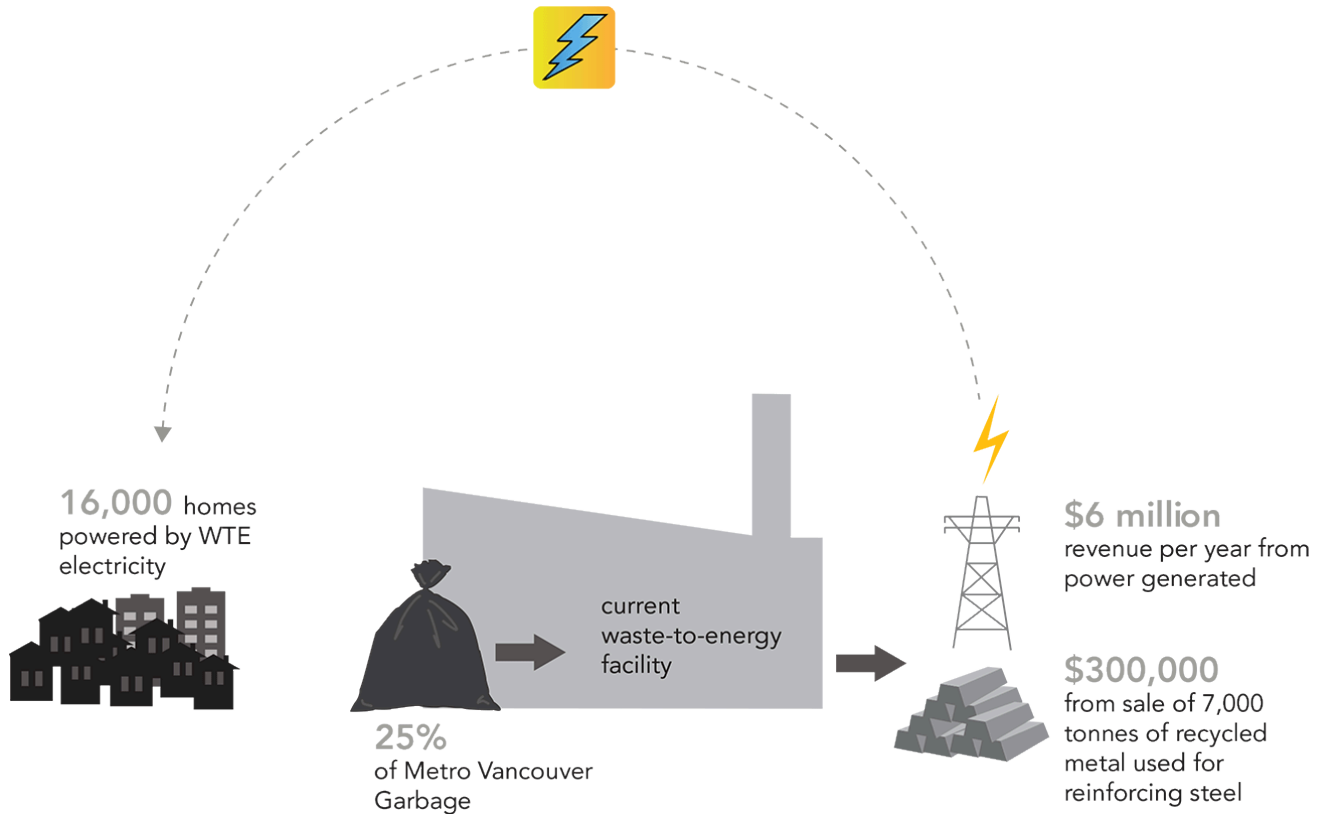 16,000 homes
powered by WTE
electricity
25%
of Metro Vancouver
Garbage
current
waste-to-energy
facility
$6 million
revenue per year from
power generated
$300,000
from sale of 7,000
tonnes of recycled
metal used for
reinforcing steel